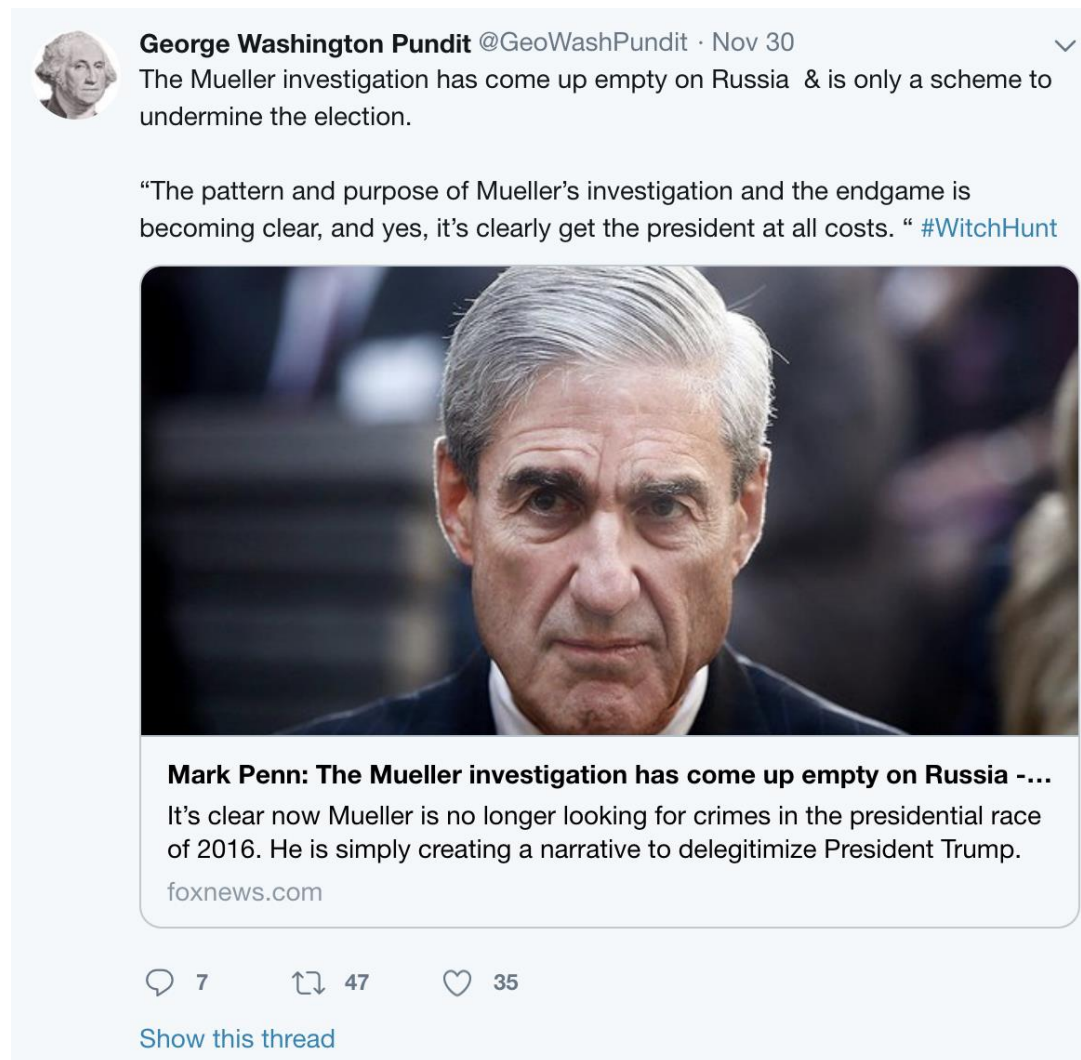 George Washington Pundit @GeoWashPundit · Nov 30
The Mueller investigation has come up empty on Russia  & is only a scheme to
undermine the election.
“The pattern and purpose of Mueller’s investigation and the endgame is
becoming clear, and yes, it’s clearly get the president at all costs. “ #WitchHunt
Mark Penn: The Mueller investigation has come up empty on Russia -...
It’s clear now Mueller is no longer looking for crimes in the presidential race
of 2016. He is simply creating a narrative to delegitimize President Trump.
foxnews.com
7 47 35
Show this thread